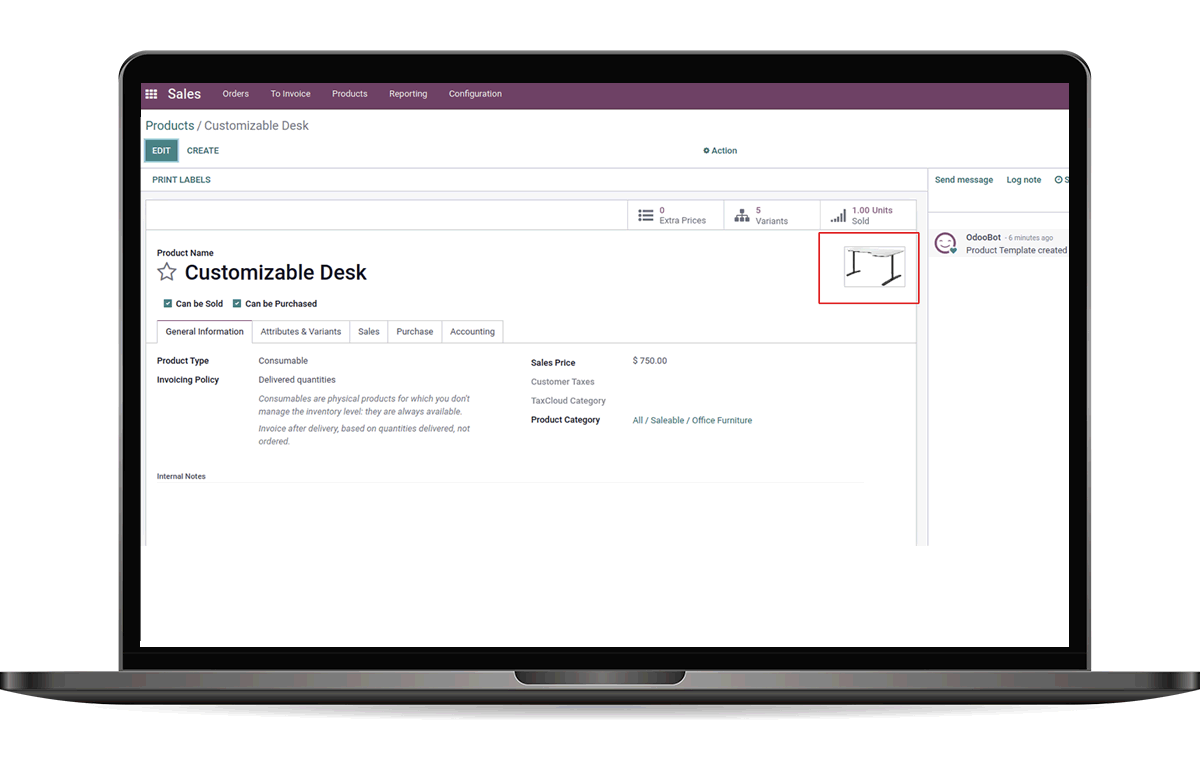 Sales Orders To Invoice Products Reporting Configuration
Products / Customizable Desk
EDIT CREATE Action
PRINT LABELS
Send message Log note S
0
Extra Prices
5
Variants
1.00 Units
Sold
OdooBot - 6 minutes ago
Product Template created
Product Name
Customizable Desk
Can be Sold Can be Purchased
General Information Attributes & Variants Sales Purchase Accounting
Product Type Consumable
Invoicing Policy Delivered quantities
Consumables are physical products for which you don't
manage the inventory level: they are always available.
Invoice after delivery, based on quantities delivered, not
ordered.
Sales Price $ 750.00
Customer Taxes
TaxCloud Category
Product Category All / Saleable / Office Furniture
Internal Notes